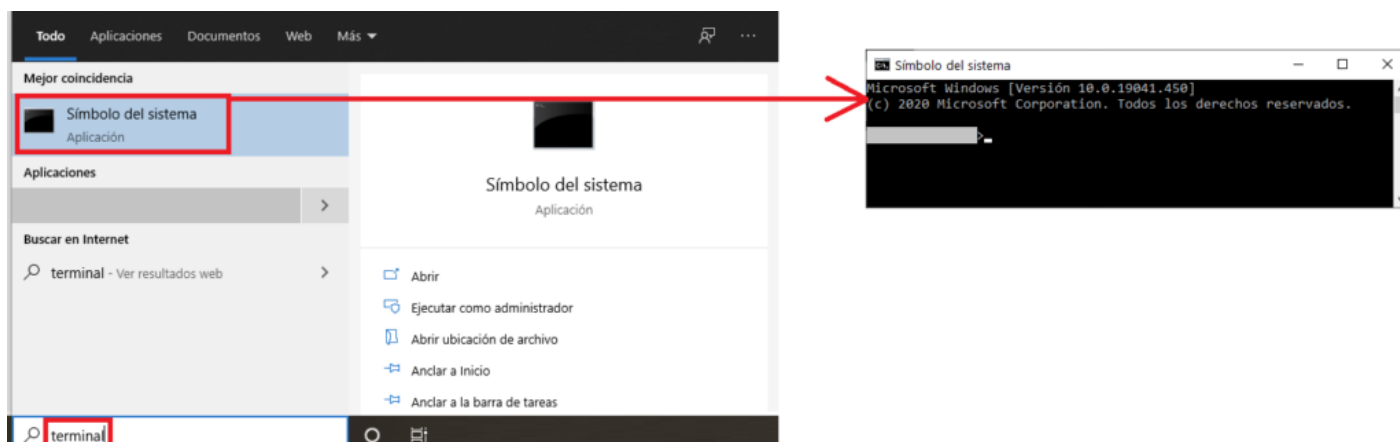 Todo Aplicaciones Documentos Web Más
Mejor coincidencia
Símbolo del sistema
Aplicación
Aplicaciones
Buscar en Internet
terminal - Ver resultados web
terminal
Símbolo del sistema
Aplicación
Abrir
Ejecutar como administrador
Abrir ubicación de archivo
Anclar a Inicio
Anclar a la barra de tareas
Símbolo del sistema
Microsoft Windows [Versión 10.0.19041.450]
(c) 2020 Microsoft Corporation. Todos los derechos reservados.
>